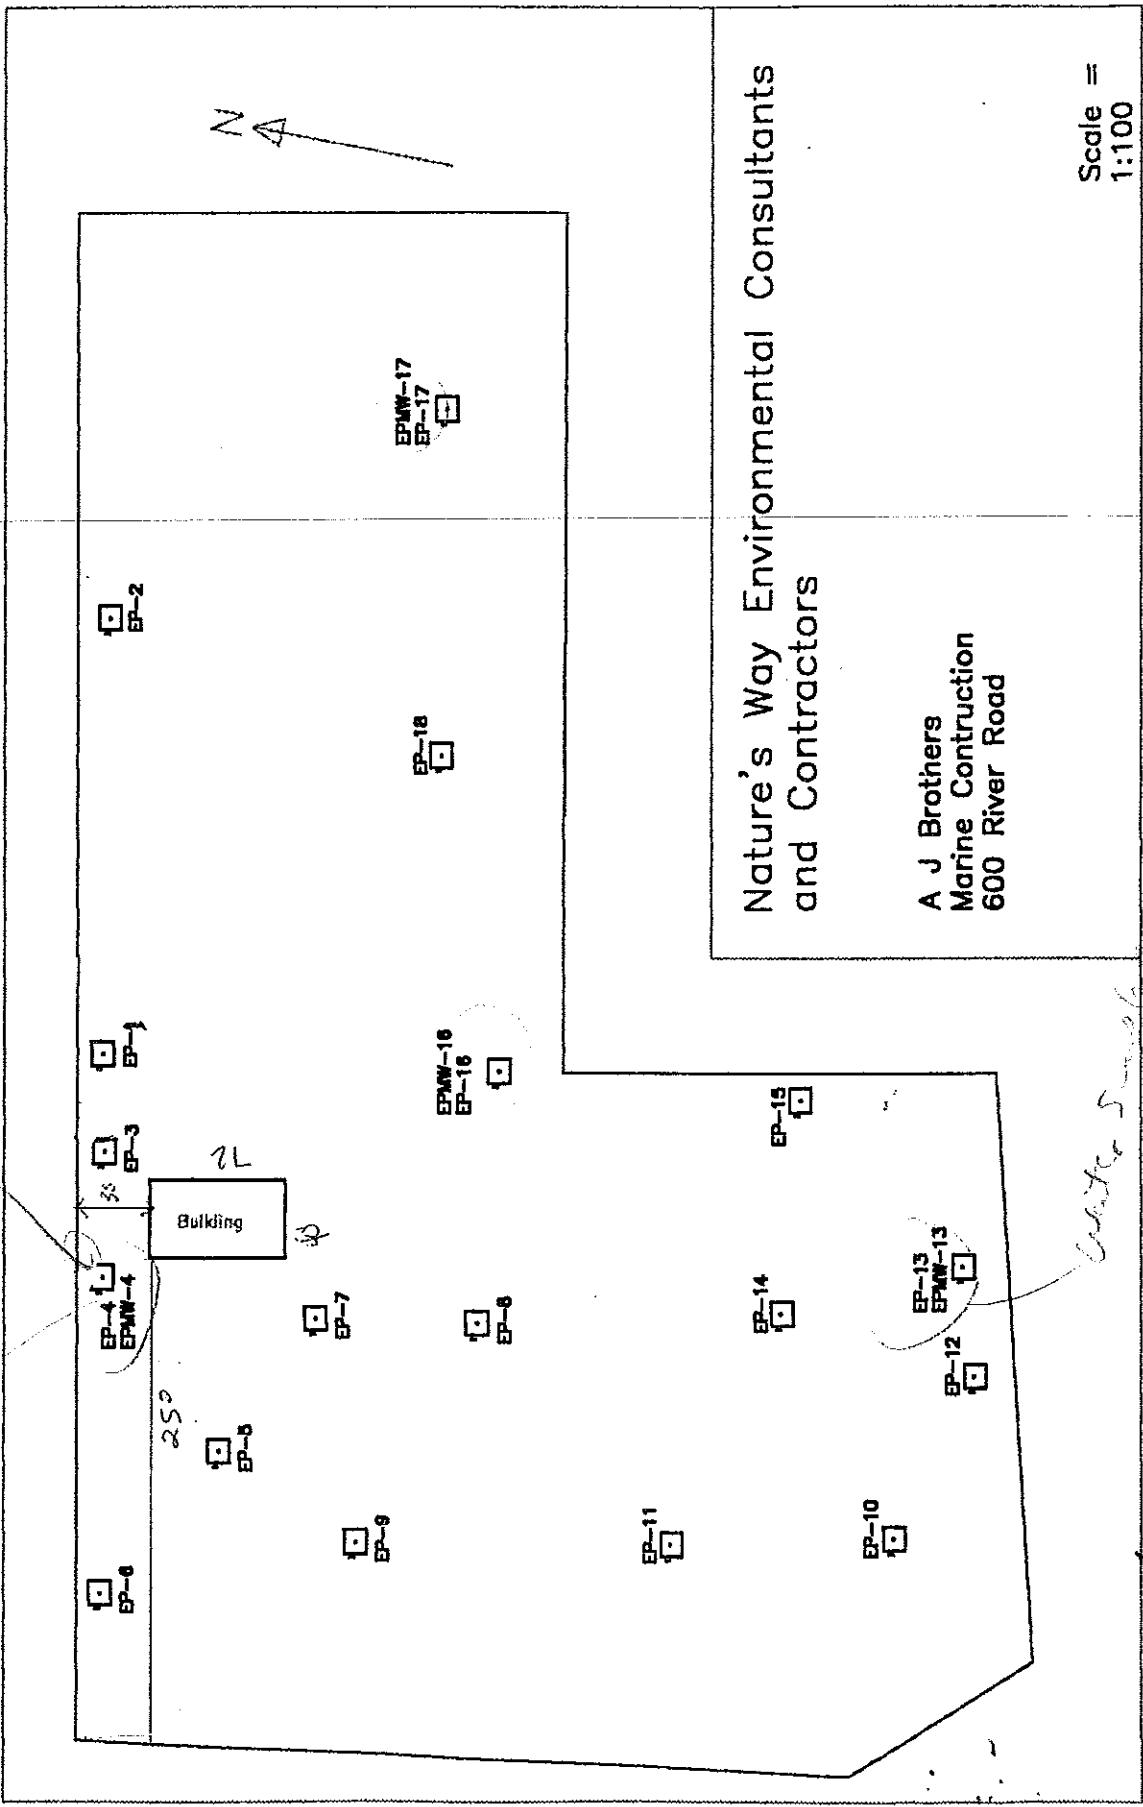 N
EP-6
EP-4
EPMW-4
EP-3
EP-1
EP-2
35
Building
250
EP-5
EP-7
EP-9
EP-8
EPMW-16
EP-16
EP-18
EPMW-17
EP-17
EP-11
EP-14
EP-15
EP-10
EP-12
EP-13
EPMW-13
Nature's Way Environmental Consultants
and Contractors
A J Brothers
Marine Contruction
600 River Road
Scale =
1:100